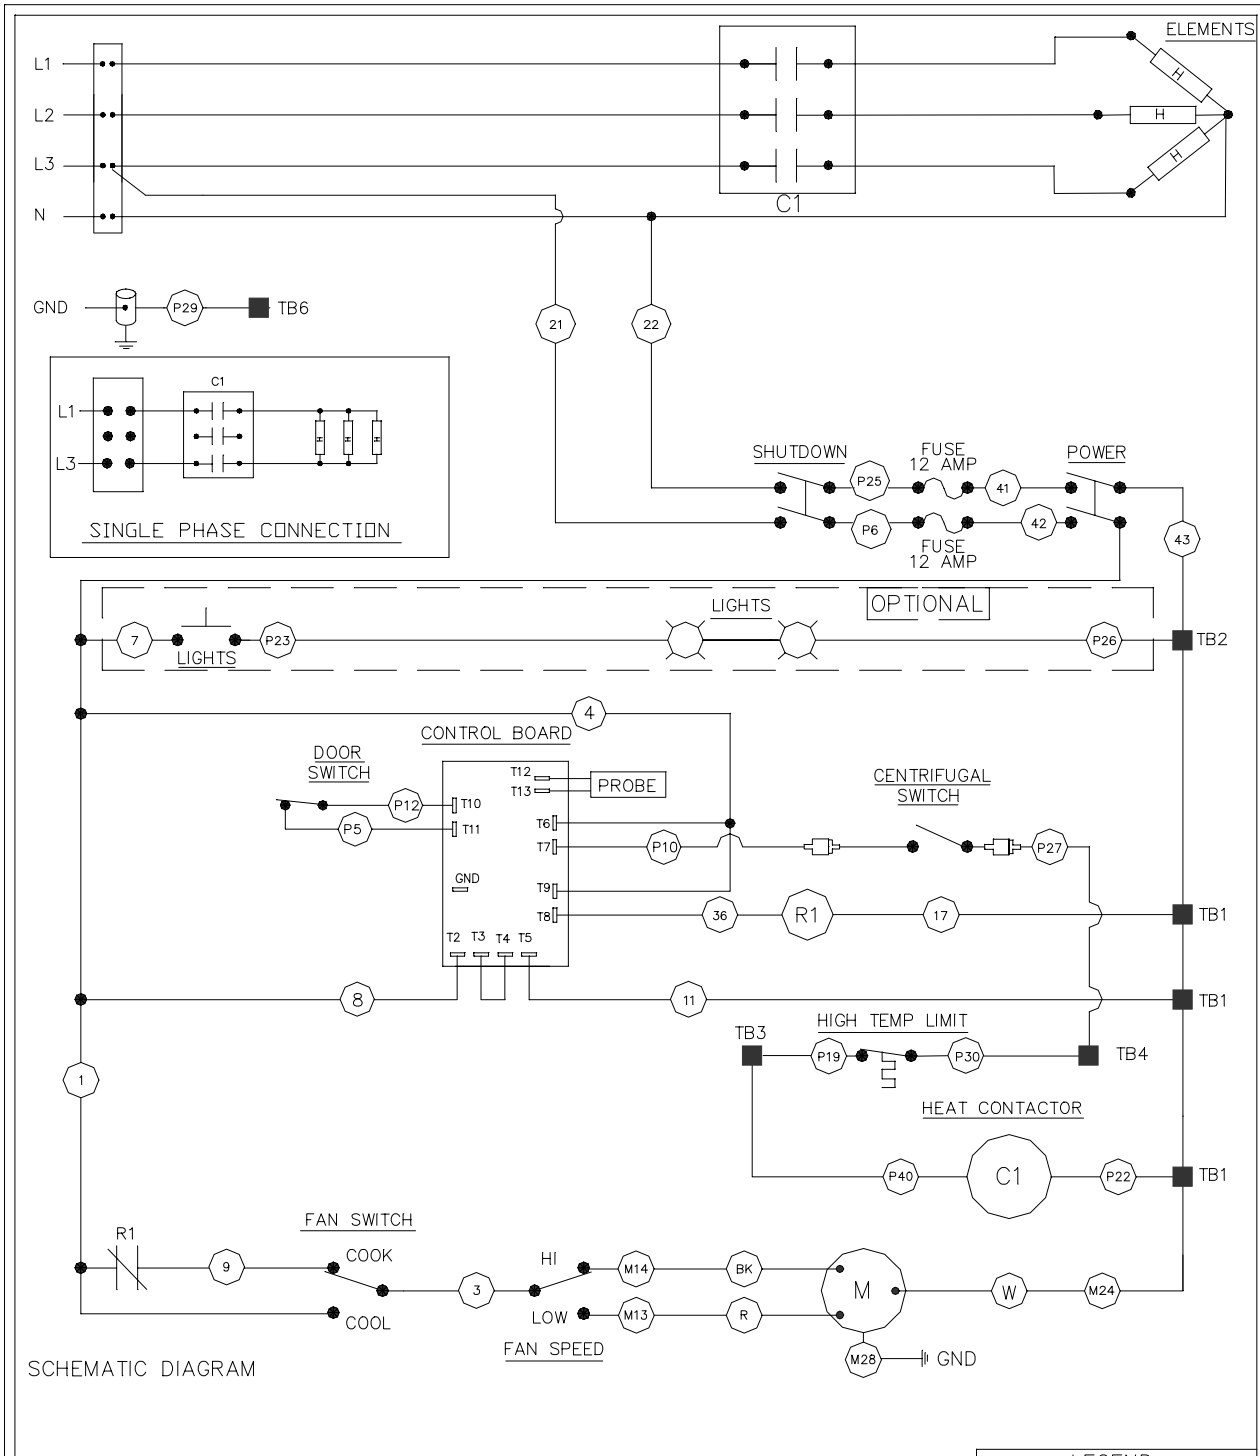 ELEMENTS
L1
H
L2
H
L3
H
C1
N
GND
P29
TB6
21
22
C1
L1
H H H
L3
SINGLE PHASE CONNECTION
SHUTDOWN
FUSE
12 AMP
POWER
P25
41
P6
42
FUSE
12 AMP
43
OPTIONAL
LIGHTS
7
P23
P26
TB2
LIGHTS
4
CONTROL BOARD
DOOR
SWITCH
T12
T13
PROBE
CENTRIFUGAL
SWITCH
P12
T10
P5
T11
T6
T7
P10
P27
GND
T9
T8
36
R1
17
TB1
T2 T3 T4 T5
8
11
TB1
HIGH TEMP LIMIT
TB3
P19
P30
TB4
1
HEAT CONTACTOR
P40
C1
P22
TB1
FAN SWITCH
R1
9
COOK
3
HI
M14
BK
M
W
M24
COOL
LOW
M13
R
FAN SPEED
M28
GND
SCHEMATIC DIAGRAM
LEGEND